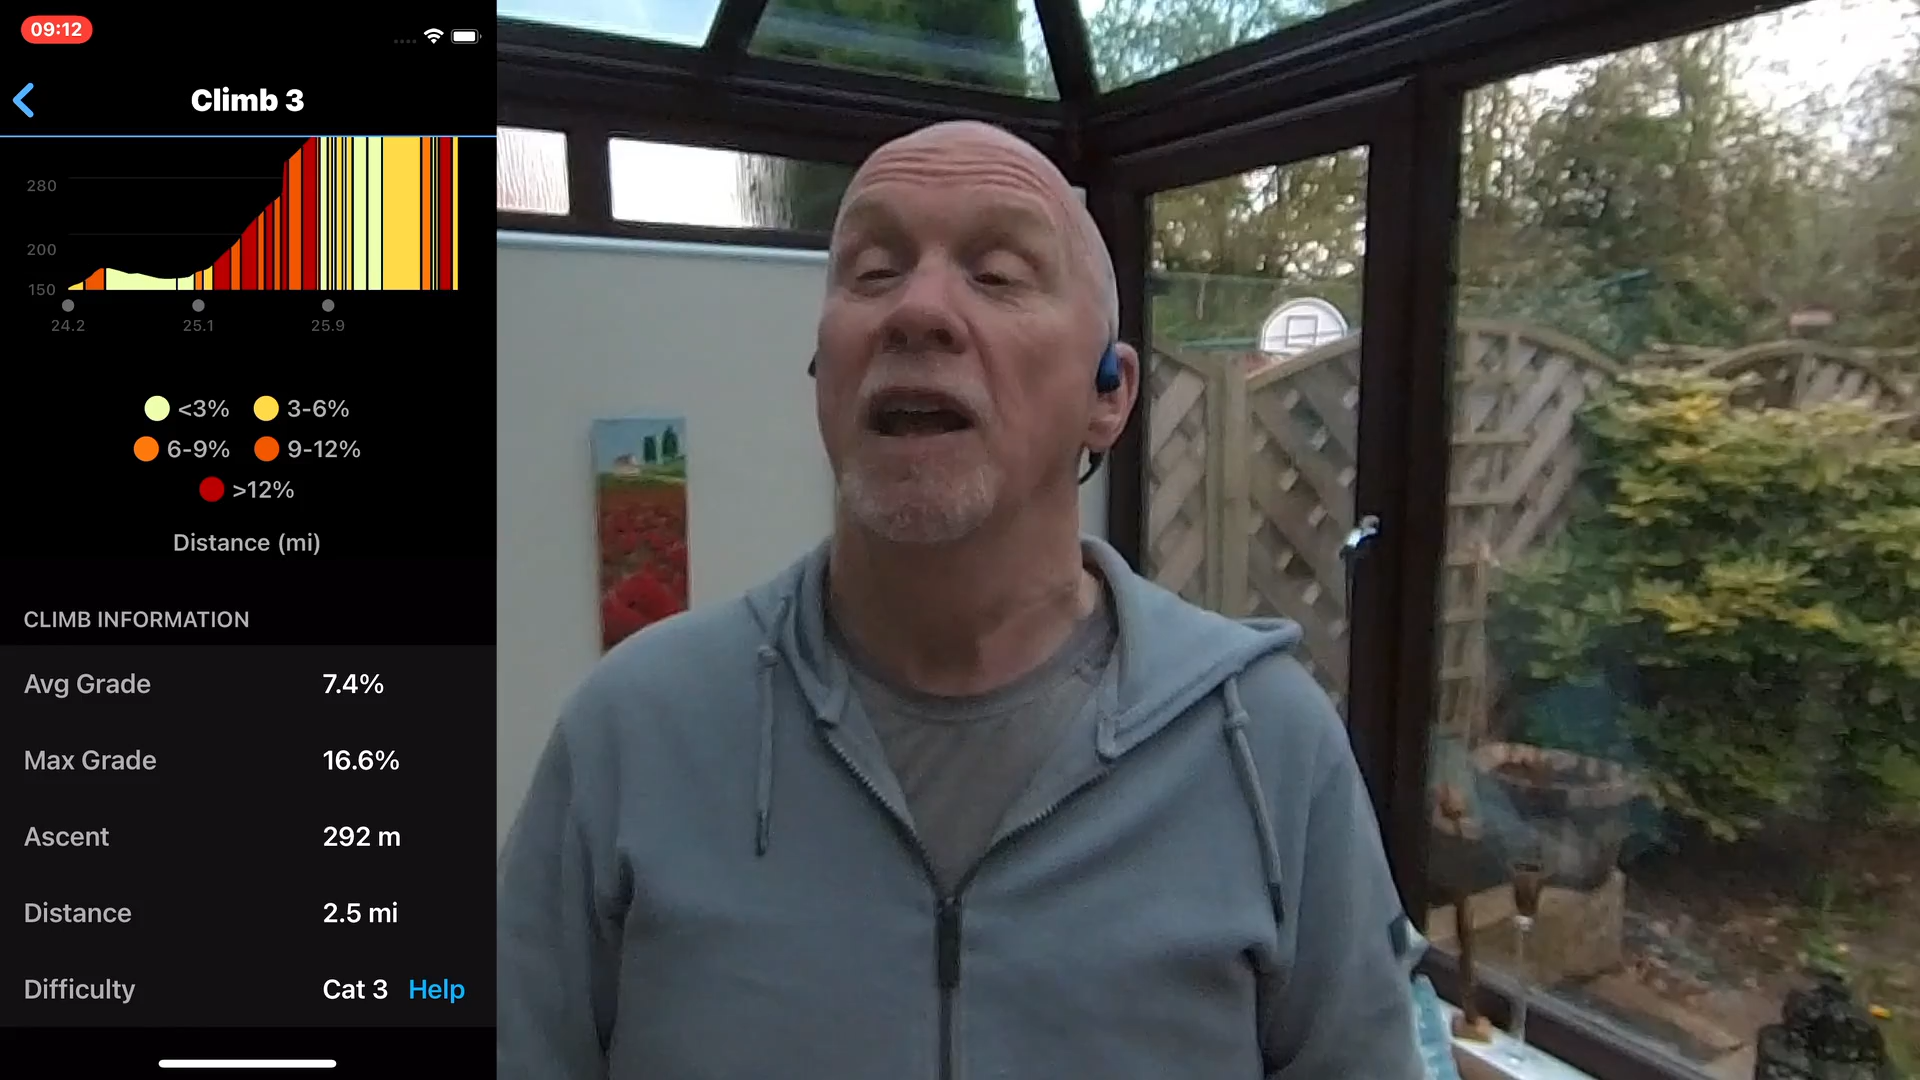 09:12
Climb 3
280
200
150
24.2 25.1 25.9
<3% 3-6%
6-9% 9-12%
>12%
Distance (mi)
CLIMB INFORMATION
Avg Grade 7.4%
Max Grade 16.6%
Ascent 292 m
Distance 2.5 mi
Difficulty Cat 3 Help